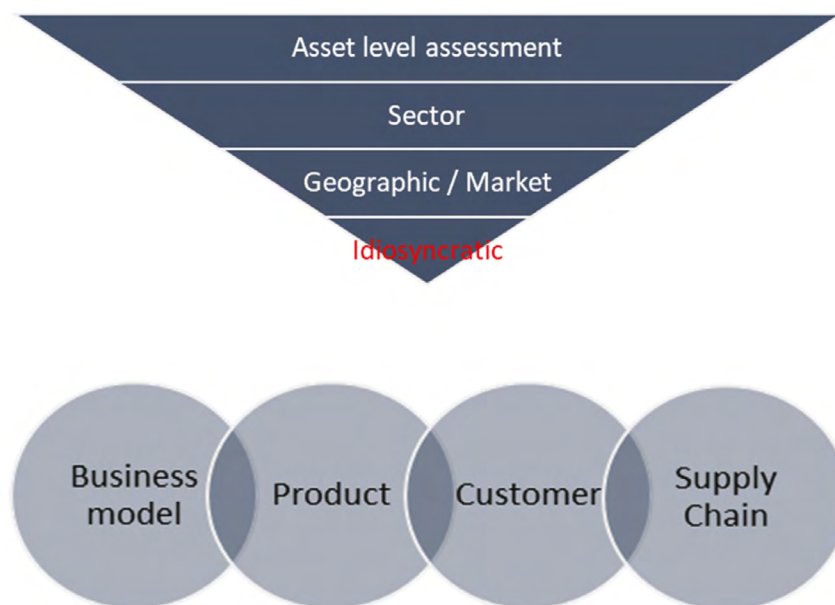 Asset level assessment
Sector
Geographic / Market
Idiosyncratic
Business
model
Product
Customer
Supply
Chain